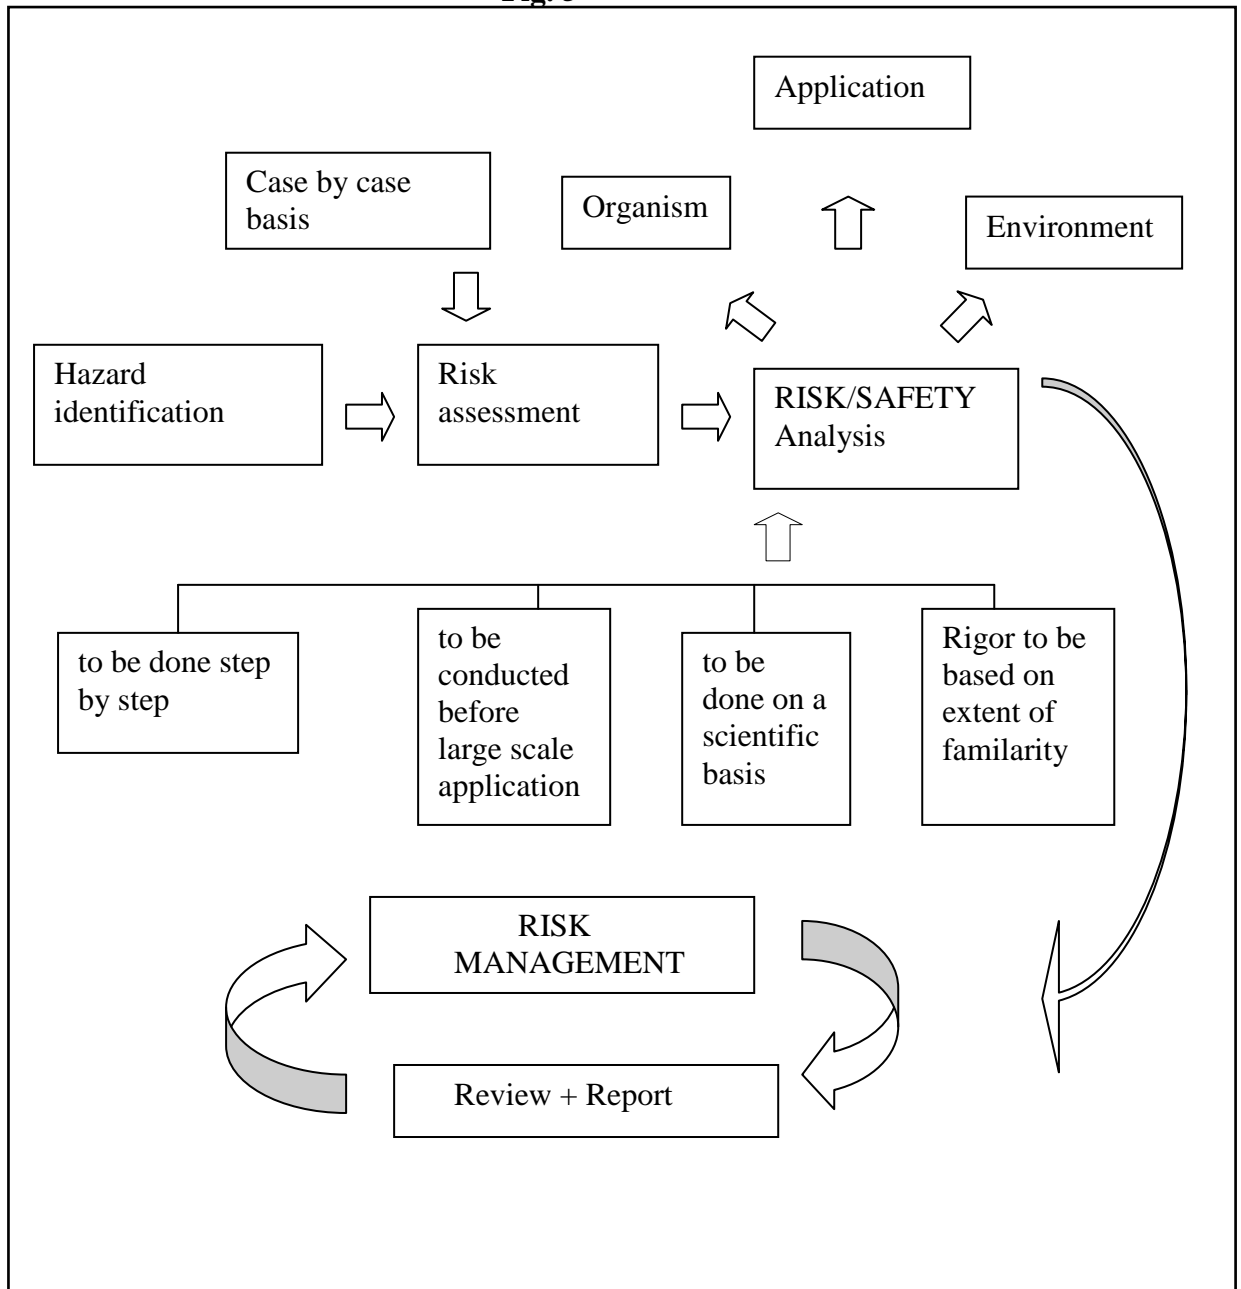 Application
Case by case
basis
Organism
Environment
Hazard
identification
Risk
assessment
RISK/SAFETY
Analysis
to be done step
by step
to be
conducted
before
large scale
application
to be
done on a
scientific
basis
Rigor to be
based on
extent of
familarity
RISK
MANAGEMENT
Review + Report